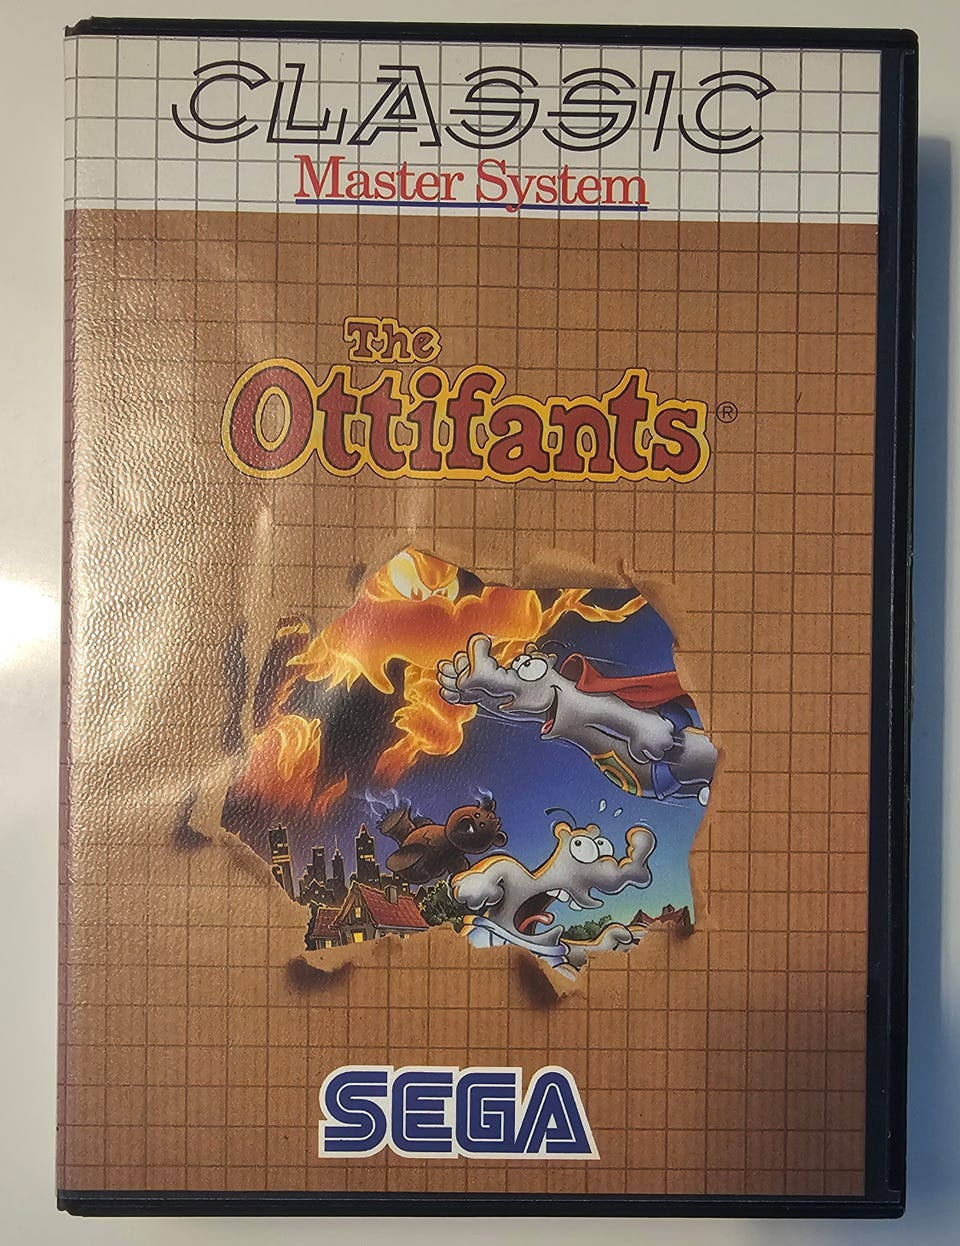 CLASSIC
Master System
The
Ottifants®
SEGA